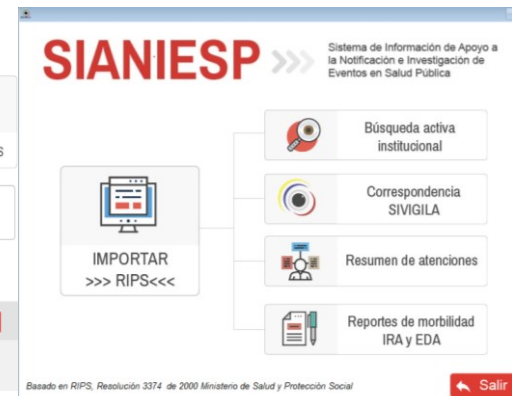 SIANIESP
Sistema de Información de Apoyo a
la Notificación e Investigación de
Eventos en Salud Pública
Búsqueda activa
institucional
Correspondencia
SIVIGILA
IMPORTAR
>>> RIPS<<<
Resumen de atenciones
Reportes de morbilidad
IRA y EDA
Basado en RIPS, Resolución 3374 de 2000 Ministerio de Salud y Protección Social
Salir